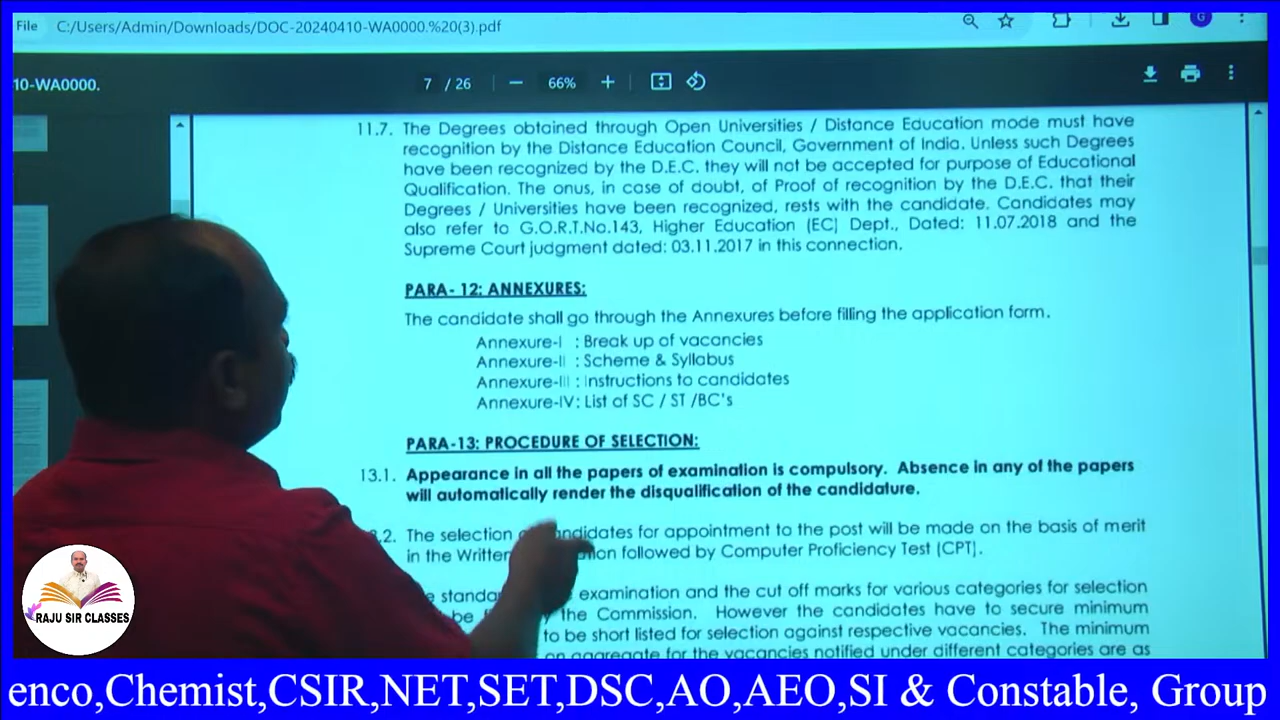 File C:/Users/Admin/Downloads/DOC-20240410-WA0000.%20(3).pdf
G
10-WA0000.
7 / 26 66%
11.7. The Degrees obtained through Open Universities / Distance Education mode must have
recognition by the Distance Education Council, Government of India. Unless such Degrees
have been recognized by the D.E.C. they will not be accepted for purpose of Educational
Qualification. The onus, in case of doubt, of Proof of recognition by the D.E.C. that their
Degrees / Universities have been recognized, rests with the candidate. Candidates may
also refer to G.O.R.T.No.143, Higher Education (EC) Dept., Dated: 11.07.2018 and the
Supreme Court judgment dated: 03.11.2017 in this connection.
PARA- 12: ANNEXURES:
The candidate shall go through the Annexures before filling the application form.
Annexure-I : Break up of vacancies
Annexure-II : Scheme & Syllabus
Annexure-III : Instructions to candidates
Annexure-IV: List of SC / ST /BC's
PARA-13: PROCEDURE OF SELECTION:
13.1. Appearance in all the papers of examination is compulsory. Absence in any of the papers
will automatically render the disqualification of the candidature.
.2. The selection candidates for appointment to the post will be made on the basis of merit
in the Written followed by Computer Proficiency Test (CPT).
examination and the cut off marks for various categories for selection
be the Commission. However the candidates have to secure minimum
to be short listed for selection against respective vacancies. The minimum
on aggregate for the vacancies notified under different categories are as
RAJU SIR CLASSES
enco,Chemist,CSIR,NET,SET,DSC,AO,AEO,SI & Constable, Group